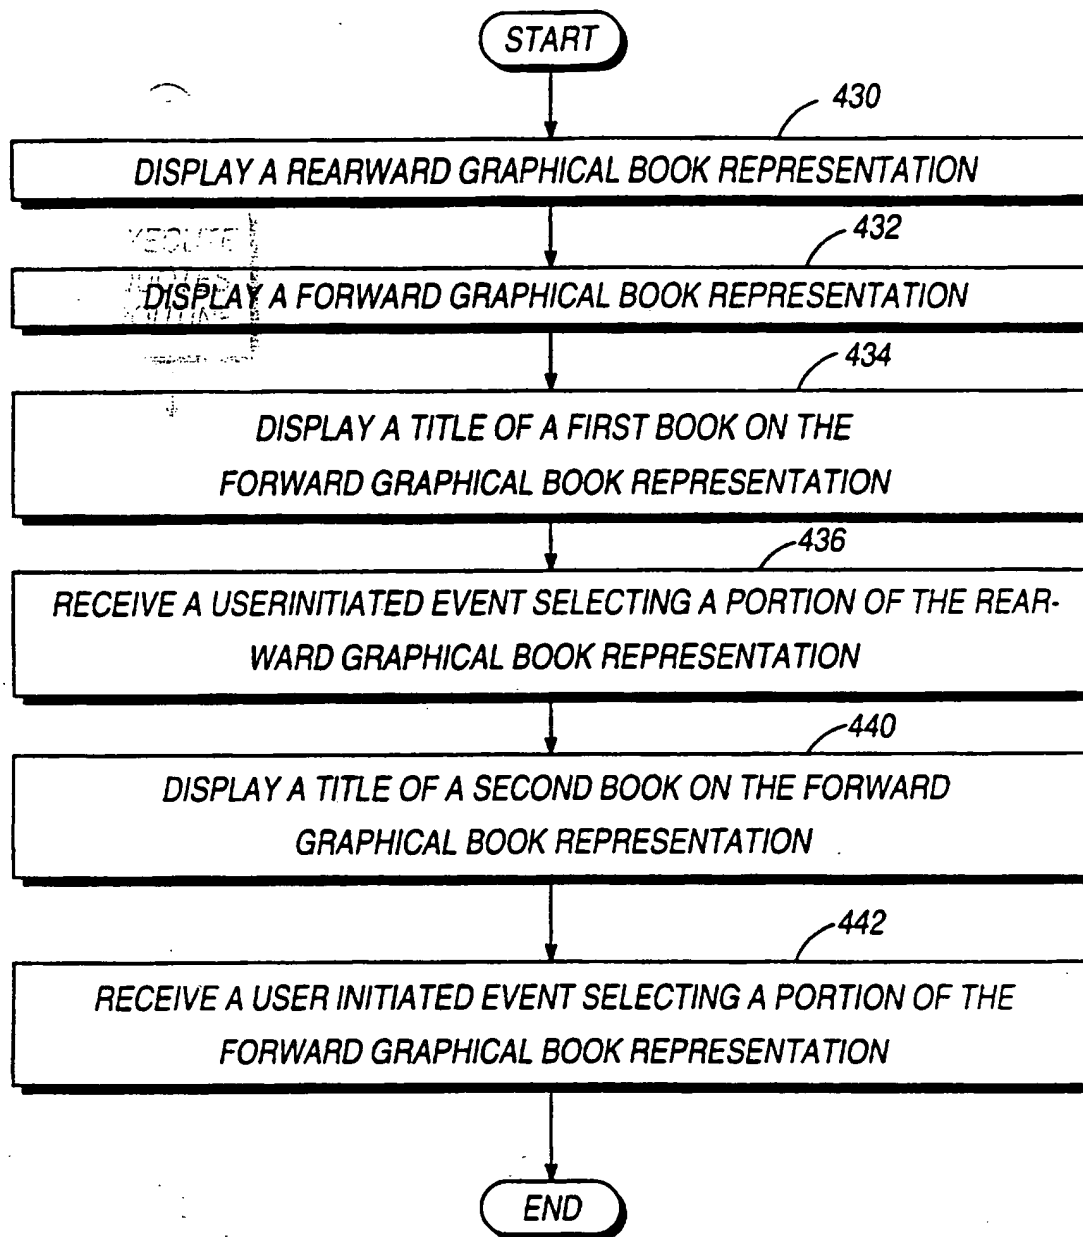 START
430
DISPLAY A REARWARD GRAPHICAL BOOK REPRESENTATION
432
DISPLAY A FORWARD GRAPHICAL BOOK REPRESENTATION
434
DISPLAY A TITLE OF A FIRST BOOK ON THE
FORWARD GRAPHICAL BOOK REPRESENTATION
436
RECEIVE A USERINITIATED EVENT SELECTING A PORTION OF THE REAR-
WARD GRAPHICAL BOOK REPRESENTATION
440
DISPLAY A TITLE OF A SECOND BOOK ON THE FORWARD
GRAPHICAL BOOK REPRESENTATION
442
RECEIVE A USER INITIATED EVENT SELECTING A PORTION OF THE
FORWARD GRAPHICAL BOOK REPRESENTATION
END